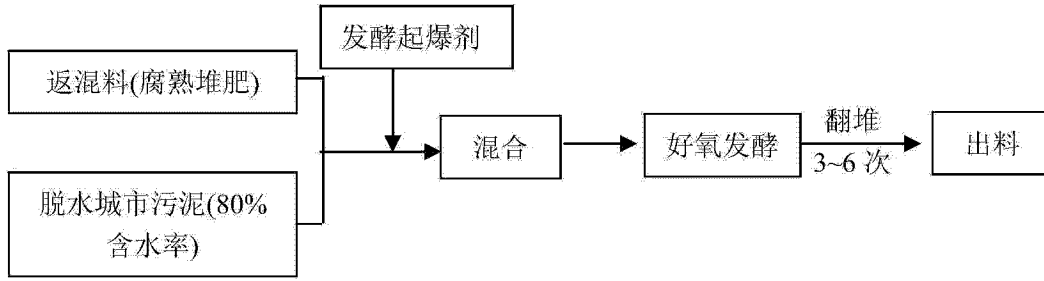 发酵起爆剂
返混料(腐熟堆肥)
脱水城市污泥(80%
含水率)
混合
好氧发酵
翻堆
3~6 次
出料